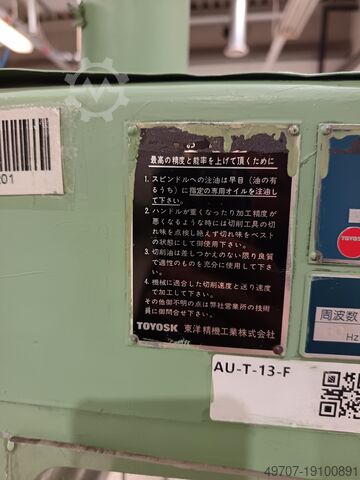 の
最高の精度と能率を上げて頂くために
1. スピンドルへの注油は早目（油の有
るうち）に指定の専用オイルを注油し
て下さい。
2. ハンドルが重くなったり加工精度が
悪くなるような時には切削工具の切
れ味を点検し絶えず切れ味をベスト
の状態にして御使用下さい。
3. 切削油は差しつかえのない限り良質
で適性のものを充分に使用して下さ
い。
4. 機械に適合した切削速度と送り速度
で加工して下さい。
その他御不明の点は弊社営業所の技術
員に御問合せ下さい。
TOYOSK 東洋精機工業株式会社
201
TOYOSK
周波数
Hz
AU-T-13-F
49707-19100891